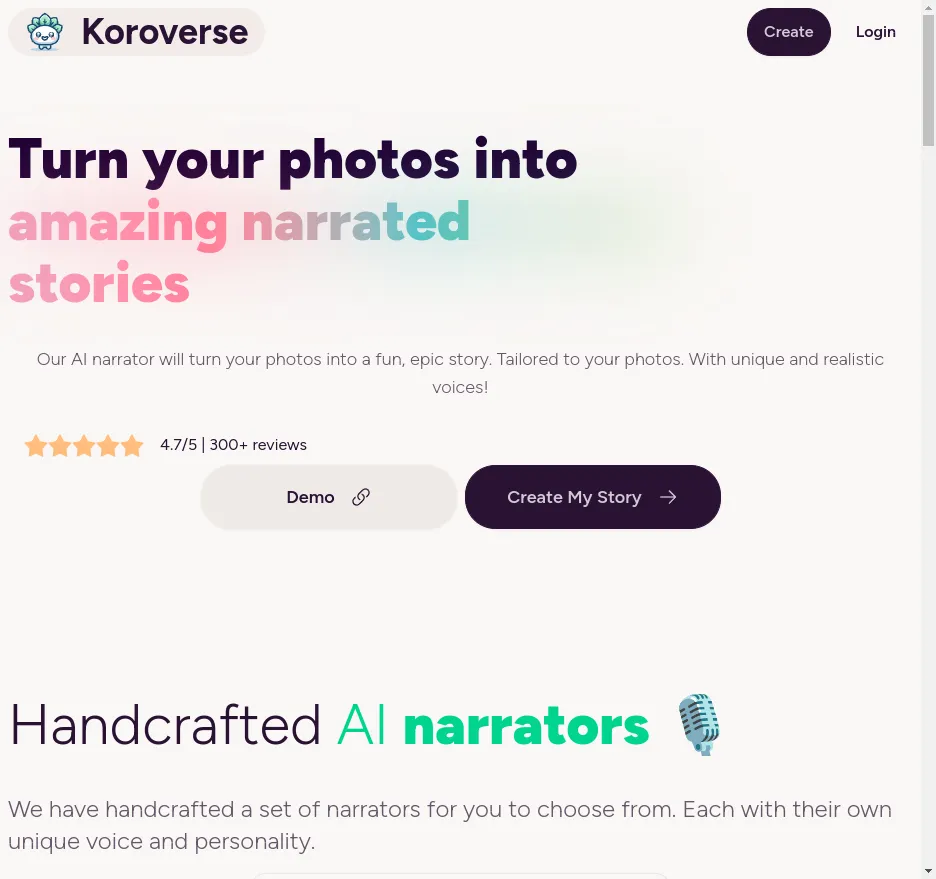 Koroverse
Create
Login
Turn your photos into
amazing narrated
stories
Our AI narrator will turn your photos into a fun, epic story. Tailored to your photos. With unique and realistic
voices!
4.7/5 | 300+ reviews
Demo
Create My Story
Handcrafted AI narrators
We have handcrafted a set of narrators for you to choose from. Each with their own
unique voice and personality.